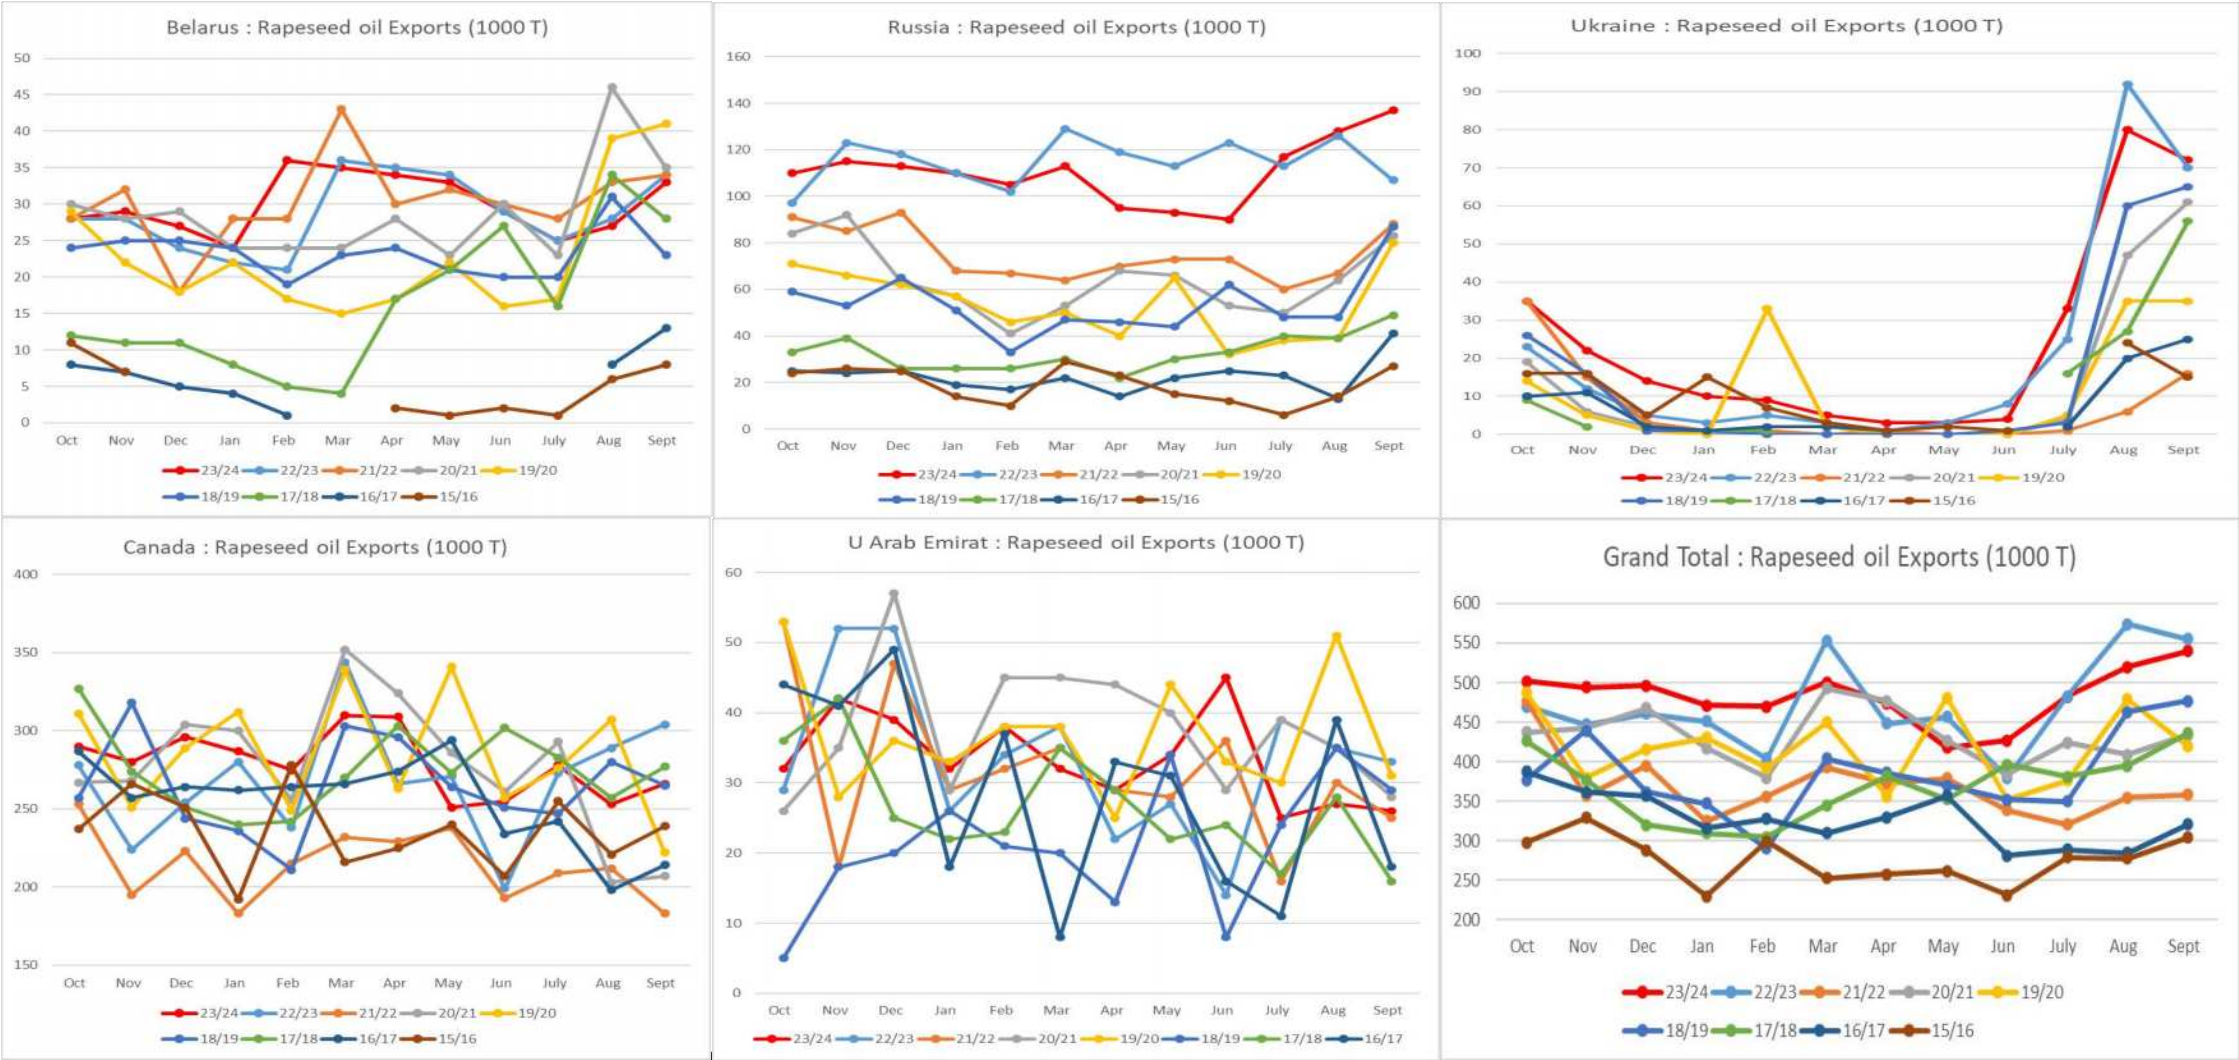 Belarus : Rapeseed oil Exports (1000 T)
50
45
40
35
30
25
20
15
10
5
0
Oct Nov Dec Jan Feb Mar Apr May Jun July Aug Sept
23/24 22/23 21/22 20/21 19/20
18/19 17/18 16/17 15/16
Russia : Rapeseed oil Exports (1000 T)
160
140
120
100
80
60
40
20
0
Oct Nov Dec Jan Feb Mar Apr May Jun July Aug Sept
23/24 22/23 21/22 20/21 19/20
18/19 17/18 16/17 15/16
Ukraine : Rapeseed oil Exports (1000 T)
100
90
80
70
60
50
40
30
20
10
0
Oct Nov Dec Jan Feb Mar Apr May Jun July Aug Sept
23/24 22/23 21/22 20/21 19/20
18/19 17/18 16/17 15/16
Canada : Rapeseed oil Exports (1000 T)
400
350
300
250
200
150
Oct Nov Dec Jan Feb Mar Apr May Jun July Aug Sept
23/24 22/23 21/22 20/21 19/20
18/19 17/18 16/17 15/16
U Arab Emirat : Rapeseed oil Exports (1000 T)
60
50
40
30
20
10
0
Oct Nov Dec Jan Feb Mar Apr May Jun July Aug Sept
23/24 22/23 21/22 20/21 19/20 18/19 17/18 16/17
Grand Total : Rapeseed oil Exports (1000 T)
600
550
500
450
400
350
300
250
200
Oct Nov Dec Jan Feb Mar Apr May Jun July Aug Sept
23/24 22/23 21/22 20/21 19/20
18/19 17/18 16/17 15/16